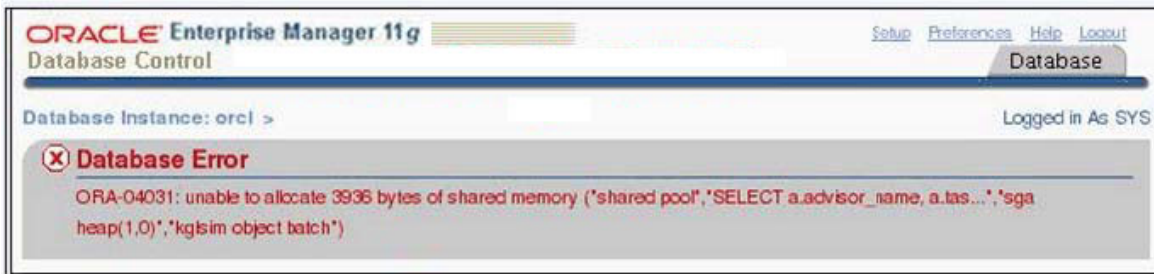 ORACLE Enterprise Manager 11g
Setup Preferences Help Logout
Database Control
Database
Database Instance: orcl >
Logged in As SYS
Database Error
ORA-04031: unable to allocate 3936 bytes of shared memory ("shared pool","SELECT a.advisor_name, a.tas...","sga
heap(1,0)","kglsim object batch")